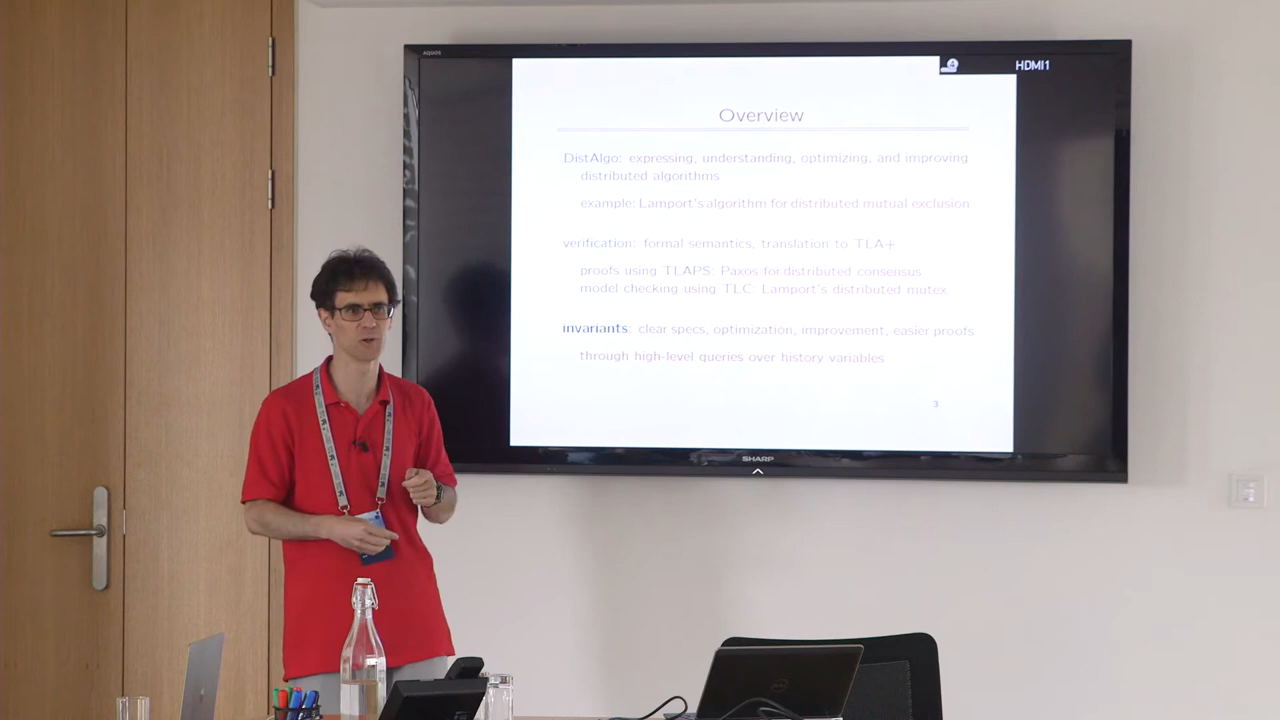 AQUOS
HDMI1
Overview
DistAlgo: expressing, understanding, optimizing, and improving
distributed algorithms
example: Lamport's algorithm for distributed mutual exclusion
verification: formal semantics, translation to TLA+
proofs using TLAPS: Paxos for distributed consensus
model checking using TLC: Lamport's distributed mutex
invariants: clear specs, optimization, improvement, easier proofs
through high-level queries over history variables
3
SHARP
DELL